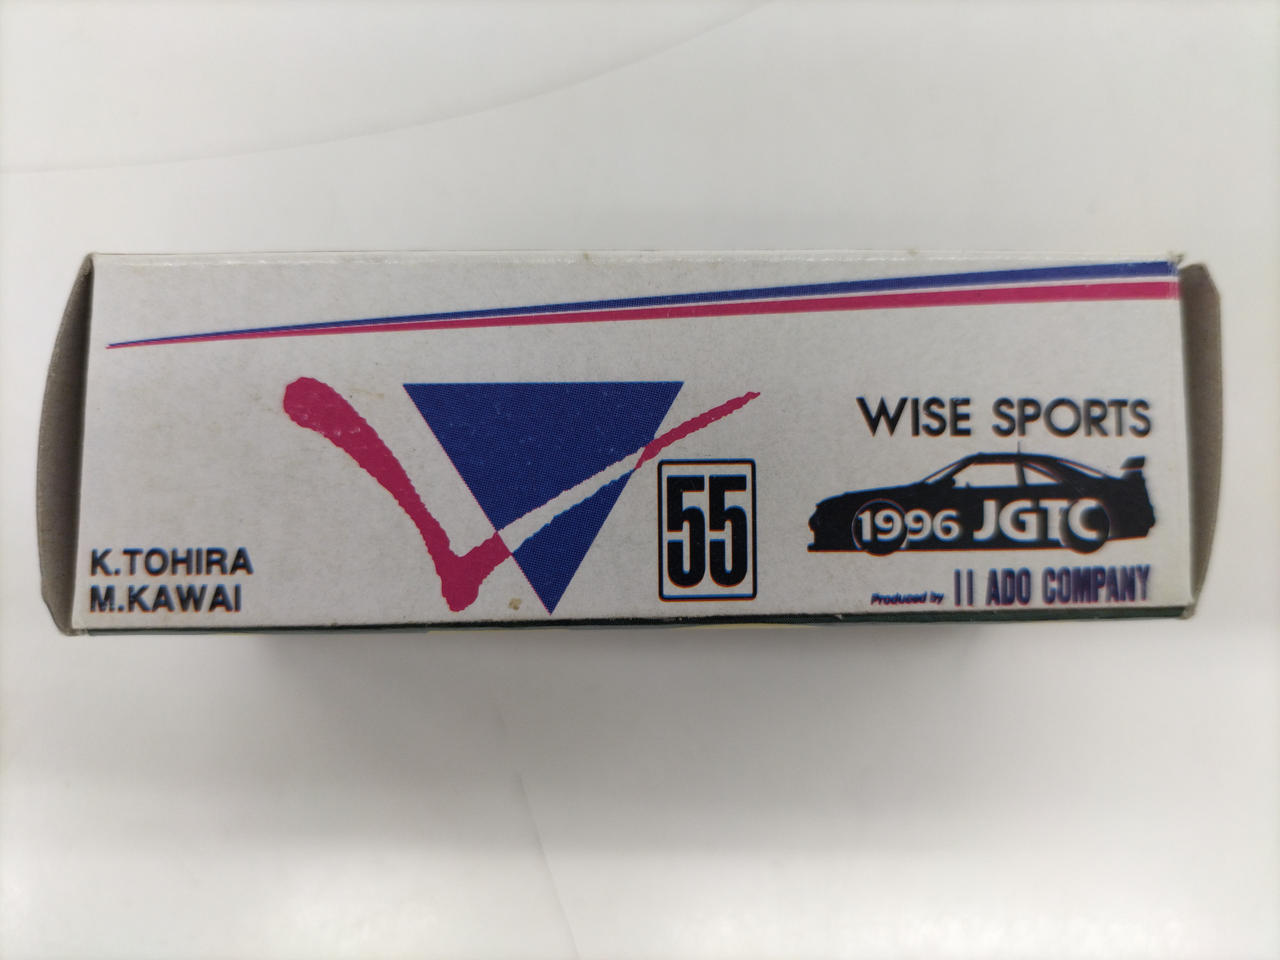 WISE SPORTS
55
1996 JGTC
K.TOHIRA
M.KAWAI
Produced by II ADO COMPANY